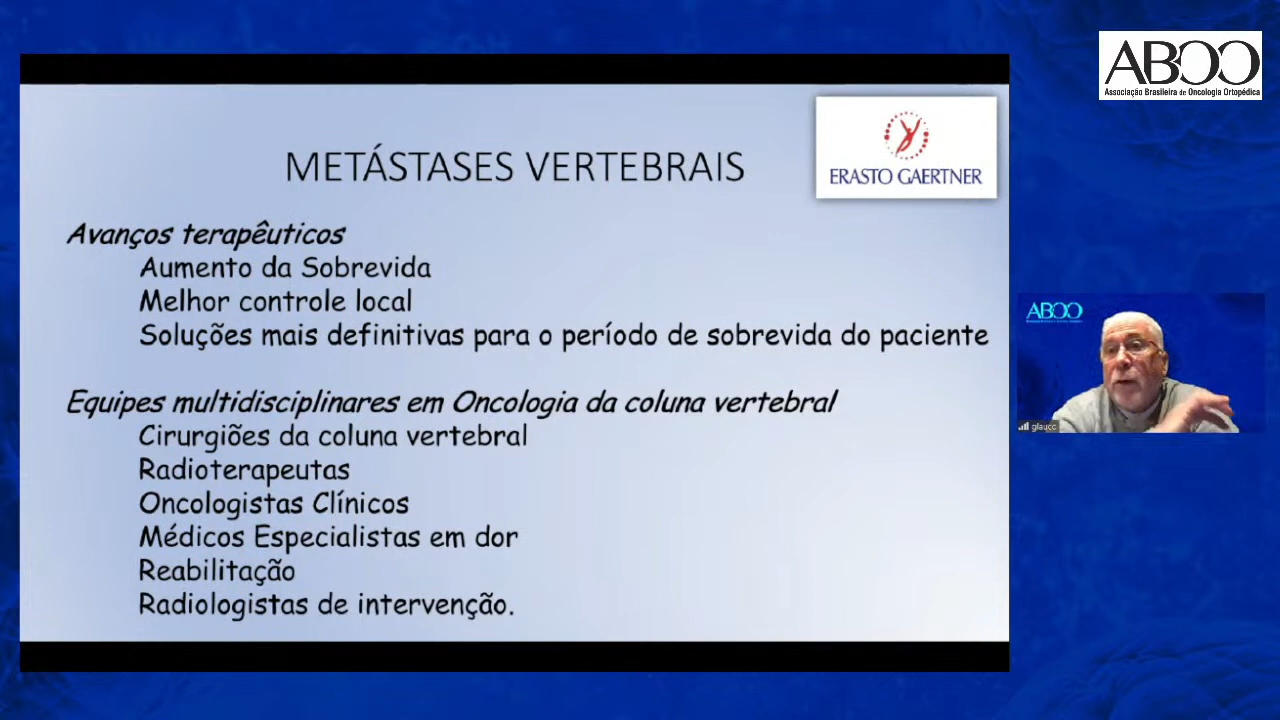 ABOO
Associação Brasileira de Oncologia Ortopédica
ERASTO GAERTNER
METÁSTASES VERTEBRAIS
Avanços terapêuticos
Aumento da Sobrevida
Melhor controle local
Soluções mais definitivas para o período de sobrevida do paciente
Equipes multidisciplinares em Oncologia da coluna vertebral
Cirurgiões da coluna vertebral
Radioterapeutas
Oncologistas Clínicos
Médicos Especialistas em dor
Reabilitação
Radiologistas de intervenção.
ABOO
glaucc